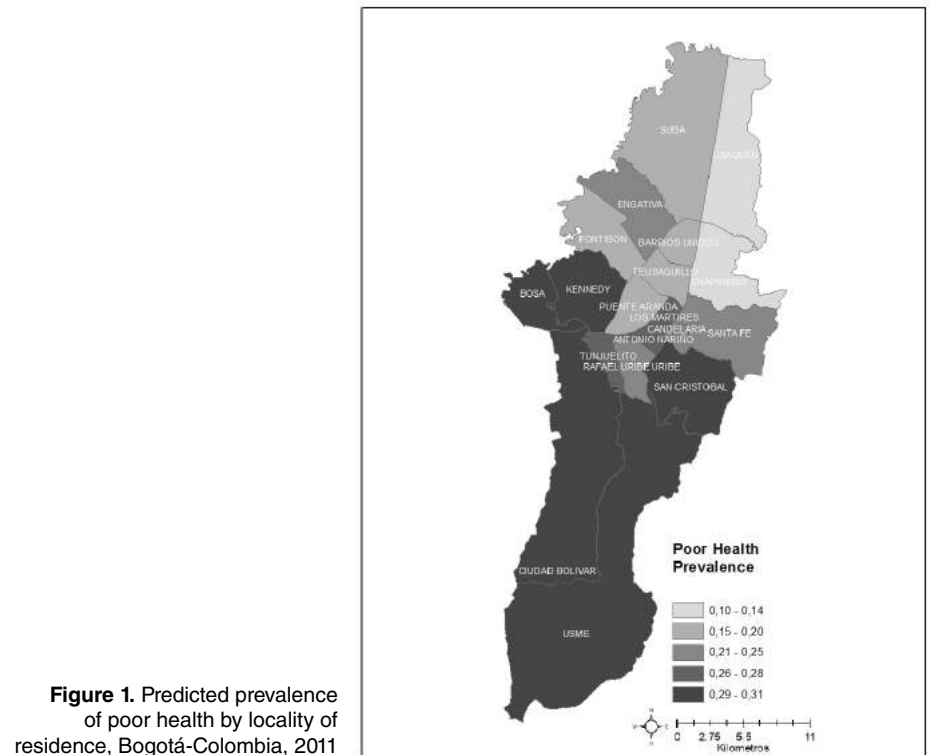 SUBA
USAQUEN
ENGATIVA
FONTIBON
BARRIOS UNIDOS
TEUSAQUILLO
CHAPINERO
BOSA
KENNEDY
PUENTE ARANDA
LOS MARTIRES
CANDELARIA
SANTA FE
ANTONIO NARIÑO
TUNJUELITO
RAFAEL URIBE URIBE
SAN CRISTOBAL
CIUDAD BOLIVAR
USME
Poor Health
Prevalence
0,10 - 0,14
0,15 - 0,20
0,21 - 0,25
0,26 - 0,28
0,29 - 0,31
N
S
0 2.75 5.5 11
Kilometros
Figure 1. Predicted prevalence
of poor health by locality of
residence, Bogotá-Colombia, 2011